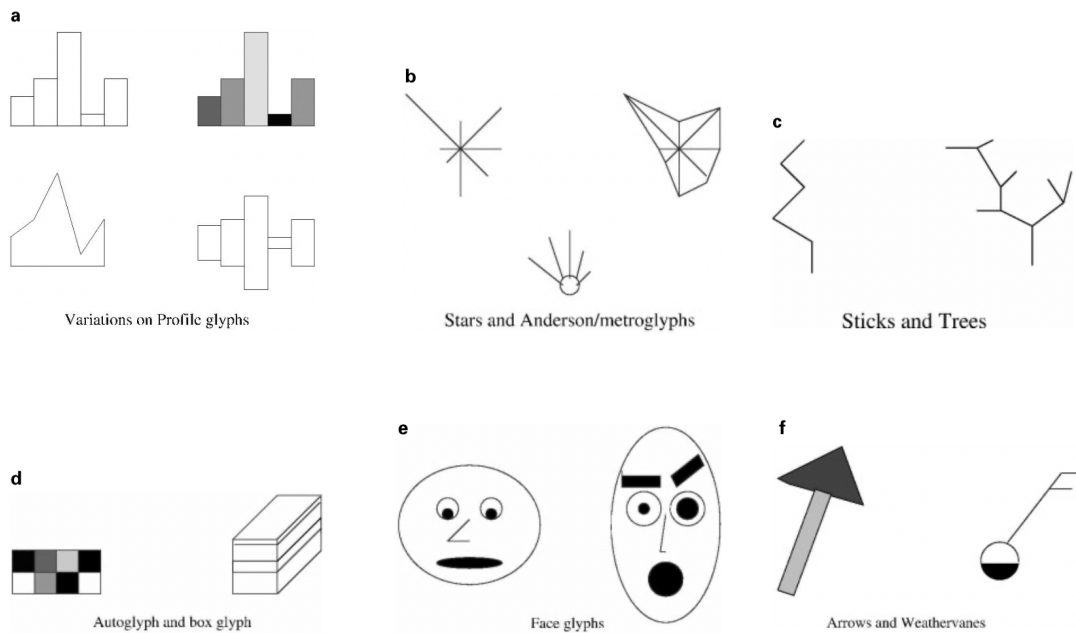 a
Variations on Profile glyphs
b
Stars and Anderson/metroglyphs
c
Sticks and Trees
d
Autoglyph and box glyph
e
Face glyphs
f
Arrows and Weathervanes